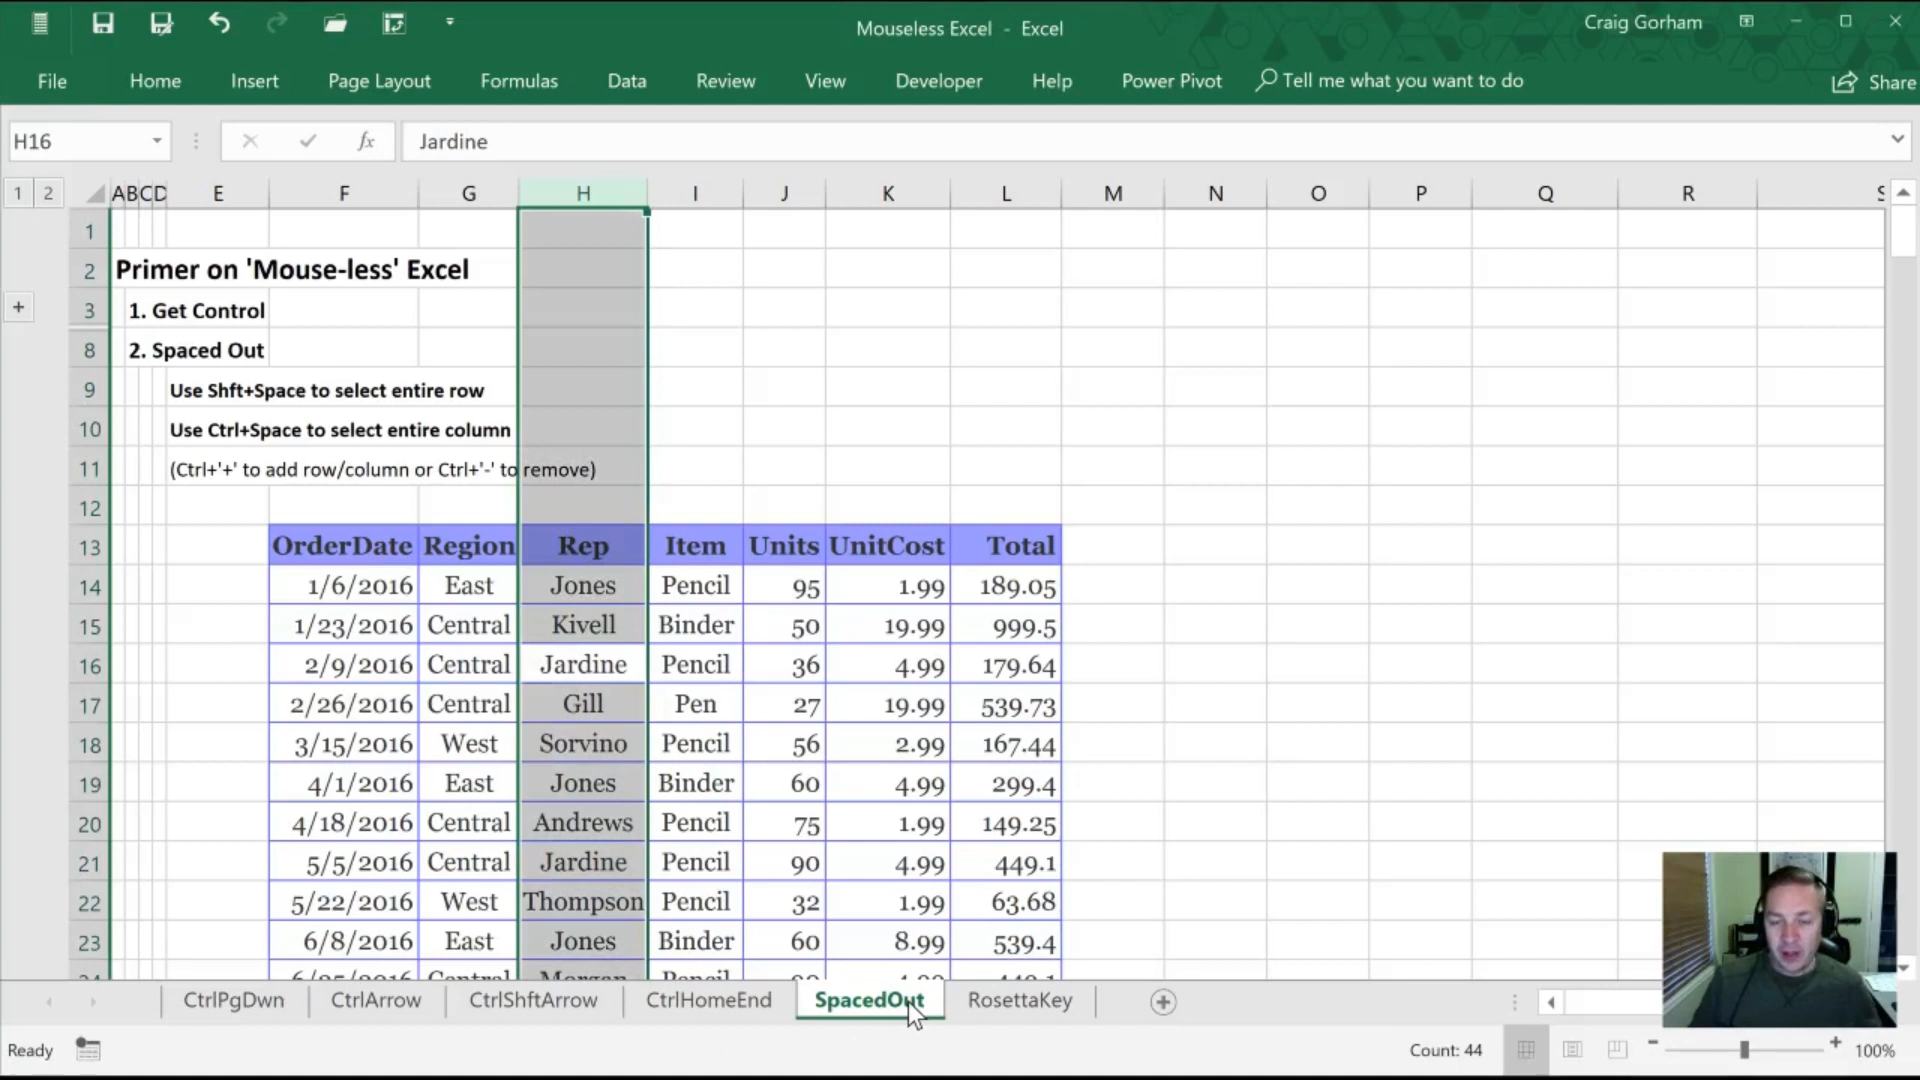 Mouseless Excel - Excel
Craig Gorham
File Home Insert Page Layout Formulas Data Review View Developer Help Power Pivot Tell me what you want to do Share
H16 fx Jardine
1 2 A B C D E F G H I J K L M N O P Q R S
1
2 Primer on 'Mouse-less' Excel
3 1. Get Control
8 2. Spaced Out
9 Use Shft+Space to select entire row
10 Use Ctrl+Space to select entire column
11 (Ctrl+'+' to add row/column or Ctrl+'-' to remove)
12
13 OrderDate Region Rep Item Units UnitCost Total
14 1/6/2016 East Jones Pencil 95 1.99 189.05
15 1/23/2016 Central Kivell Binder 50 19.99 999.5
16 2/9/2016 Central Jardine Pencil 36 4.99 179.64
17 2/26/2016 Central Gill Pen 27 19.99 539.73
18 3/15/2016 West Sorvino Pencil 56 2.99 167.44
19 4/1/2016 East Jones Binder 60 4.99 299.4
20 4/18/2016 Central Andrews Pencil 75 1.99 149.25
21 5/5/2016 Central Jardine Pencil 90 4.99 449.1
22 5/22/2016 West Thompson Pencil 32 1.99 63.68
23 6/8/2016 East Jones Binder 60 8.99 539.4
CtrlPgDwn CtrlArrow CtrlShftArrow CtrlHomeEnd SpacedOut RosettaKey
Ready Count: 44 100%